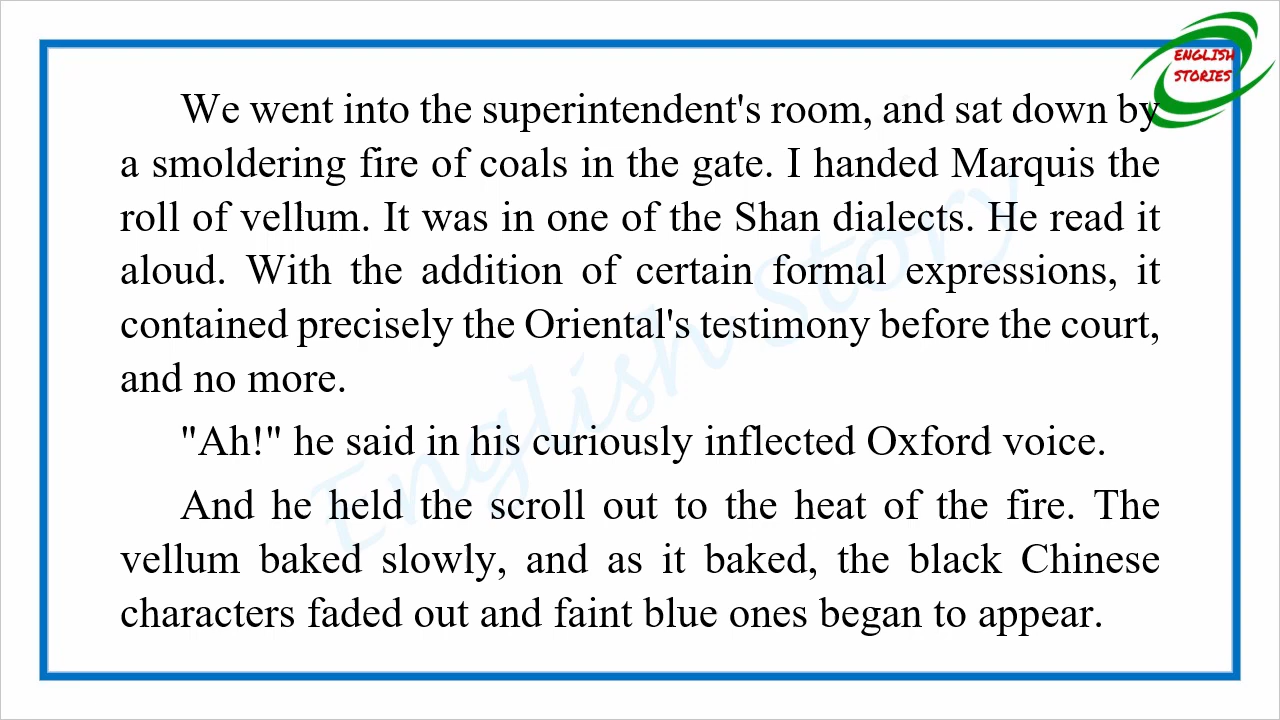 ENGLISH
STORIES
We went into the superintendent's room, and sat down by
a smoldering fire of coals in the gate. I handed Marquis the
roll of vellum. It was in one of the Shan dialects. He read it
aloud. With the addition of certain formal expressions, it
contained precisely the Oriental's testimony before the court,
and no more.
"Ah!" he said in his curiously inflected Oxford voice.
And he held the scroll out to the heat of the fire. The
vellum baked slowly, and as it baked, the black Chinese
characters faded out and faint blue ones began to appear.
English Story